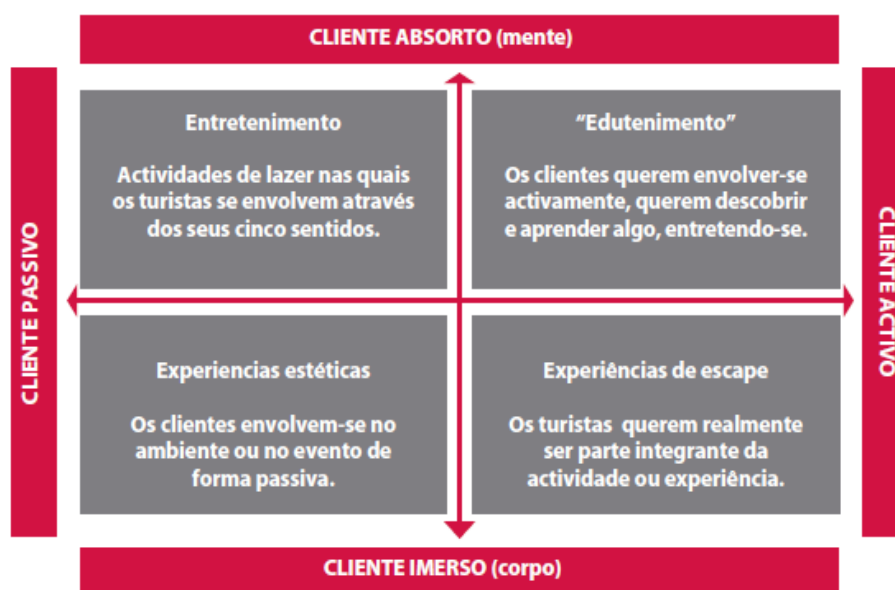 CLIENTE ABSORTO (mente)
CLIENTE PASSIVO
Entretenimento
Actividades de lazer nas quais
os turistas se envolvem através
dos seus cinco sentidos.
“Edutenimento”
Os clientes querem envolver-se
activamente, querem descobrir
e aprender algo, entretendo-se.
CLIENTE ACTIVO
Experiencias estéticas
Os clientes envolvem-se no
ambiente ou no evento de
forma passiva.
Experiências de escape
Os turistas querem realmente
ser parte integrante da
actividade ou experiência.
CLIENTE IMERSO (corpo)